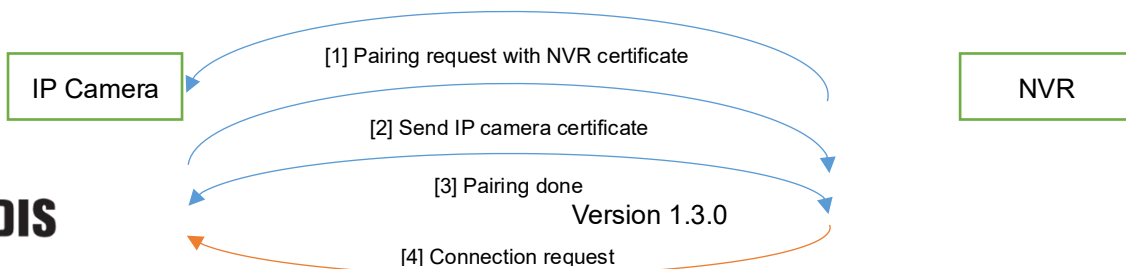 [1] Pairing request with NVR certificate
IP Camera
NVR
[2] Send IP camera certificate
[3] Pairing done
DIS
Version 1.3.0
[4] Connection request